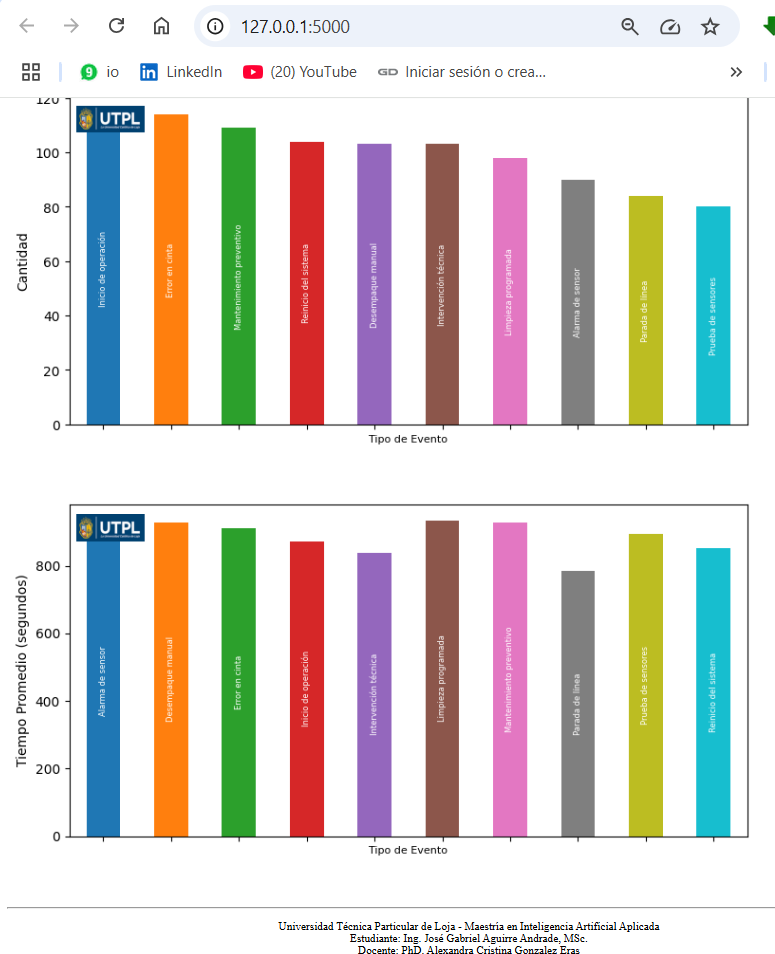 127.0.0.1:5000
9 io
LinkedIn
(20) YouTube
GD Iniciar sesión o crea...
120
100
80
60
40
20
0
Cantidad
UTPL
Inicio de operación
Error en cinta
Mantenimiento preventivo
Reinicio del sistema
Desempaque manual
Intervención técnica
Limpieza programada
Alarma de sensor
Parada de línea
Prueba de sensores
Tipo de Evento
800
600
400
200
0
Tiempo Promedio (segundos)
UTPL
Alarma de sensor
Desempaque manual
Error en cinta
Inicio de operación
Intervención técnica
Limpieza programada
Mantenimiento preventivo
Parada de línea
Prueba de sensores
Reinicio del sistema
Tipo de Evento
Universidad Técnica Particular de Loja - Maestría en Inteligencia Artificial Aplicada
Estudiante: Ing. José Gabriel Aguirre Andrade, MSc.
Docente: PhD. Alexandra Cristina Gonzalez Eras